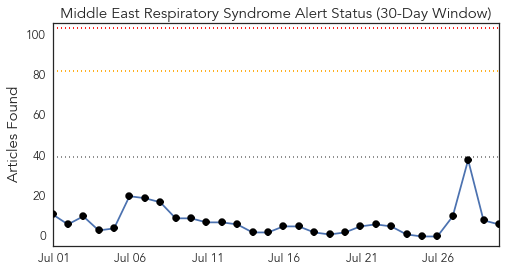 Middle East Respiratory Syndrome Alert Status (30-Day Window)
Articles Found
100
80
60
40
20
0
Jul 01 Jul 06 Jul 11 Jul 16 Jul 21 Jul 26